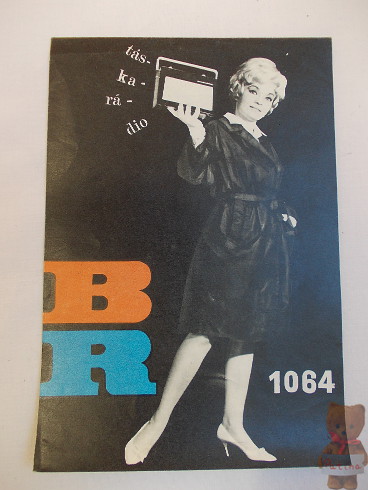 tás-
ka-
rá-
dio
B
R
1064